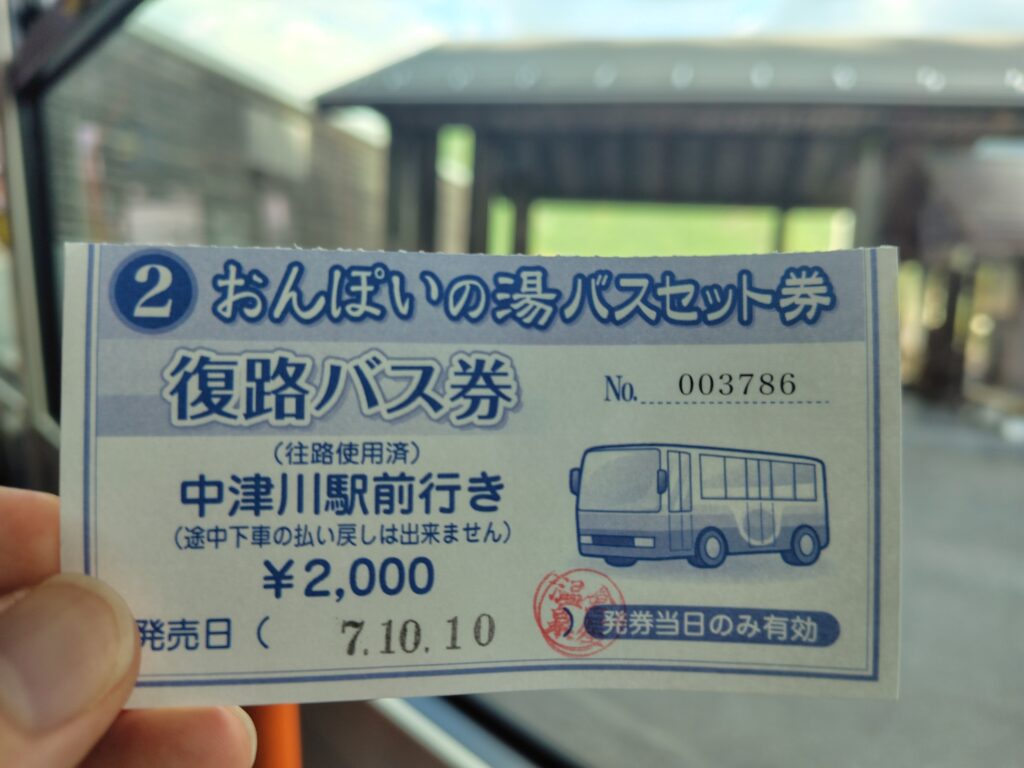 2 おんぽいの湯バスセット券
復路バス券
No. 003786
(往路使用済)
中津川駅前行き
(途中下車の払い戻しは出来ません)
¥2,000
発売日 ( 7.10.10 )
発券当日のみ有効